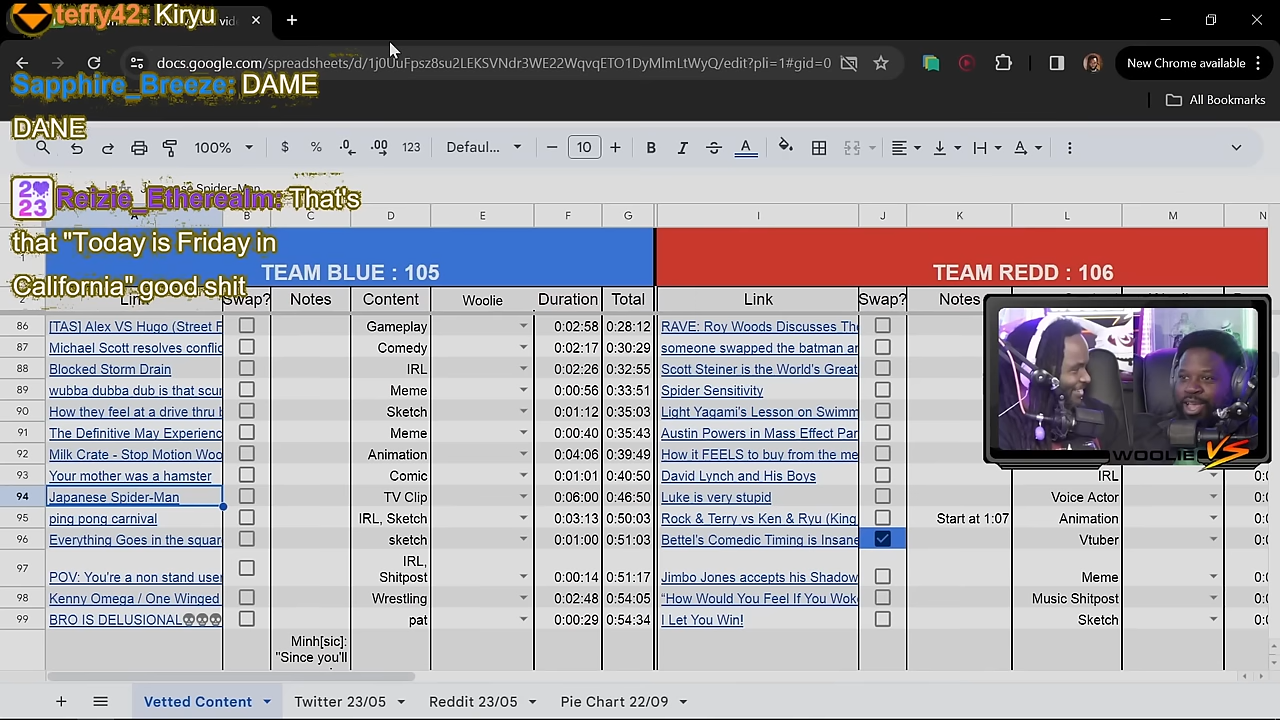 teffy42: Kiryu
vid
docs.google.com/spreadsheets/d/1j0UuFpsz8su2LEKSVNdr3WE22WqvqETO1DyMlmLtWyQ/edit?pli=1#gid=0
New Chrome available
Sapphire_Breeze: DAME
DANE
All Bookmarks
100% $ % .0 .00 123 Defaul... 10 B I A
Japanese Spider-Man
2 23 Reizie_Etherealm: That's
that "Today is Friday in
California" good shit
A B C D E F G I J K L M N
TEAM BLUE : 105 TEAM REDD : 106
2 Link Swap? Notes Content Woolie Duration Total Link Swap? Notes
86 [TAS] Alex VS Hugo (Street F Gameplay 0:02:58 0:28:12 RAVE: Roy Woods Discusses The
87 Michael Scott resolves conflic Comedy 0:02:17 0:30:29 someone swapped the batman ar
88 Blocked Storm Drain IRL 0:02:26 0:32:55 Scott Steiner is the World's Great
89 wubba dubba dub is that scur Meme 0:00:56 0:33:51 Spider Sensitivity
90 How they feel at a drive thru b Sketch 0:01:12 0:35:03 Light Yagami's Lesson on Swimm
91 The Definitive May Experienc Meme 0:00:40 0:35:43 Austin Powers in Mass Effect Par
92 Milk Crate - Stop Motion Woo Animation 0:04:06 0:39:49 How it FEELS to buy from the me
WOOLIE VS
93 Your mother was a hamster Comic 0:01:01 0:40:50 David Lynch and His Boys IRL 0:
94 Japanese Spider-Man TV Clip 0:06:00 0:46:50 Luke is very stupid Voice Actor 0:
95 ping pong carnival IRL, Sketch 0:03:13 0:50:03 Rock & Terry vs Ken & Ryu (King Start at 1:07 Animation 0:
96 Everything Goes in the squar sketch 0:01:00 0:51:03 Bettel's Comedic Timing is Insane Vtuber 0:
IRL,
97 POV: You're a non stand user Shitpost 0:00:14 0:51:17 Jimbo Jones accepts his Shadow Meme 0:
98 Kenny Omega / One Winged Wrestling 0:02:48 0:54:05 "How Would You Feel If You Wok Music Shitpost 0:
99 BRO IS DELUSIONAL💀💀💀 pat 0:00:29 0:54:34 I Let You Win! Sketch 0:
Minh[sic]:
"Since you'll
Vetted Content Twitter 23/05 Reddit 23/05 Pie Chart 22/09